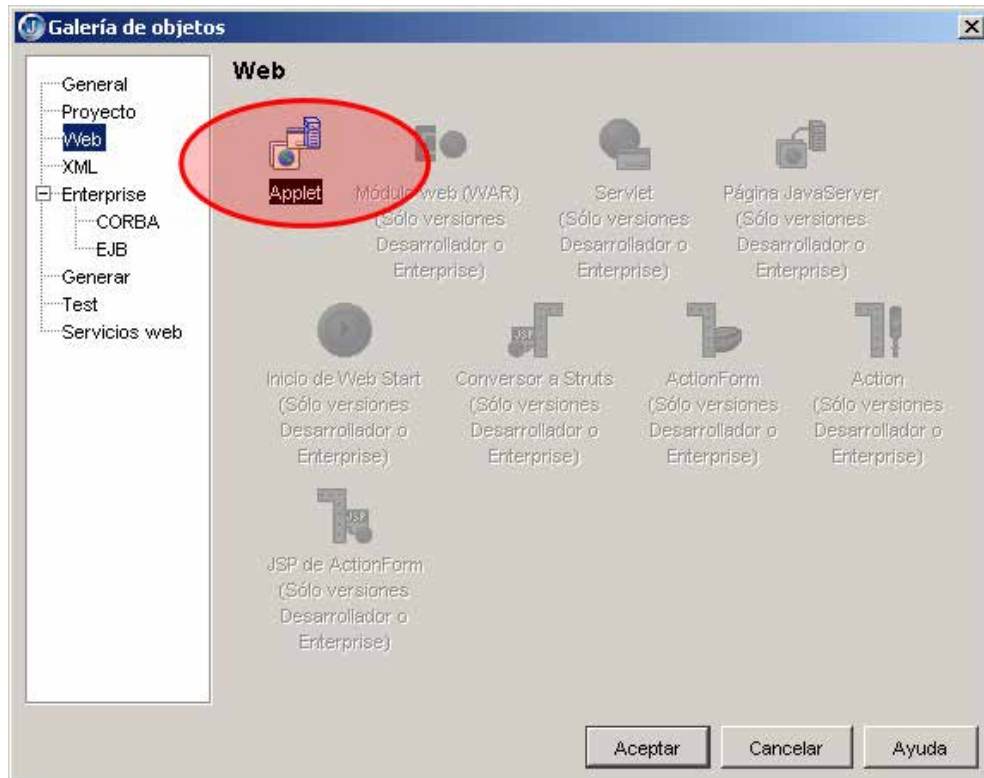 Galería de objetos
General
Proyecto
Web
XML
Enterprise
CORBA
EJB
Generar
Test
Servicios web
Web
Applet
Módulo web (WAR)
(Sólo versiones
Desarrollador o
Enterprise)
Servlet
(Sólo versiones
Desarrollador o
Enterprise)
Página JavaServer
(Sólo versiones
Desarrollador o
Enterprise)
Inicio de Web Start
(Sólo versiones
Desarrollador o
Enterprise)
Conversor a Struts
(Sólo versiones
Desarrollador o
Enterprise)
ActionForm
(Sólo versiones
Desarrollador o
Enterprise)
Action
(Sólo versiones
Desarrollador o
Enterprise)
JSP de ActionForm
(Sólo versiones
Desarrollador o
Enterprise)
Aceptar
Cancelar
Ayuda